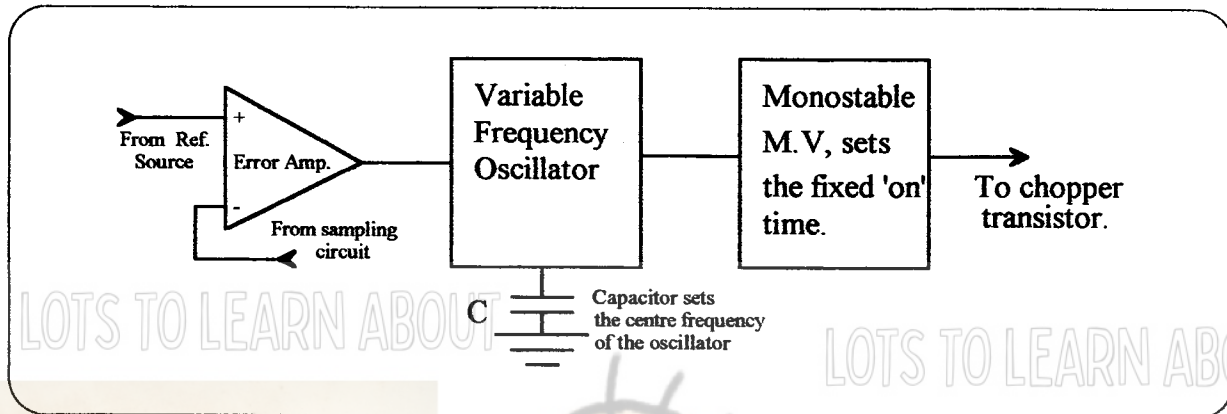 From Ref.
Source
+
Error Amp.
-
From sampling
circuit
Variable
Frequency
Oscillator
Monostable
M.V, sets
the fixed 'on'
time.
To chopper
transistor.
C
Capacitor sets
the centre frequency
of the oscillator
LOTS TO LEARN ABOUT
LOTS TO LEARN ABO